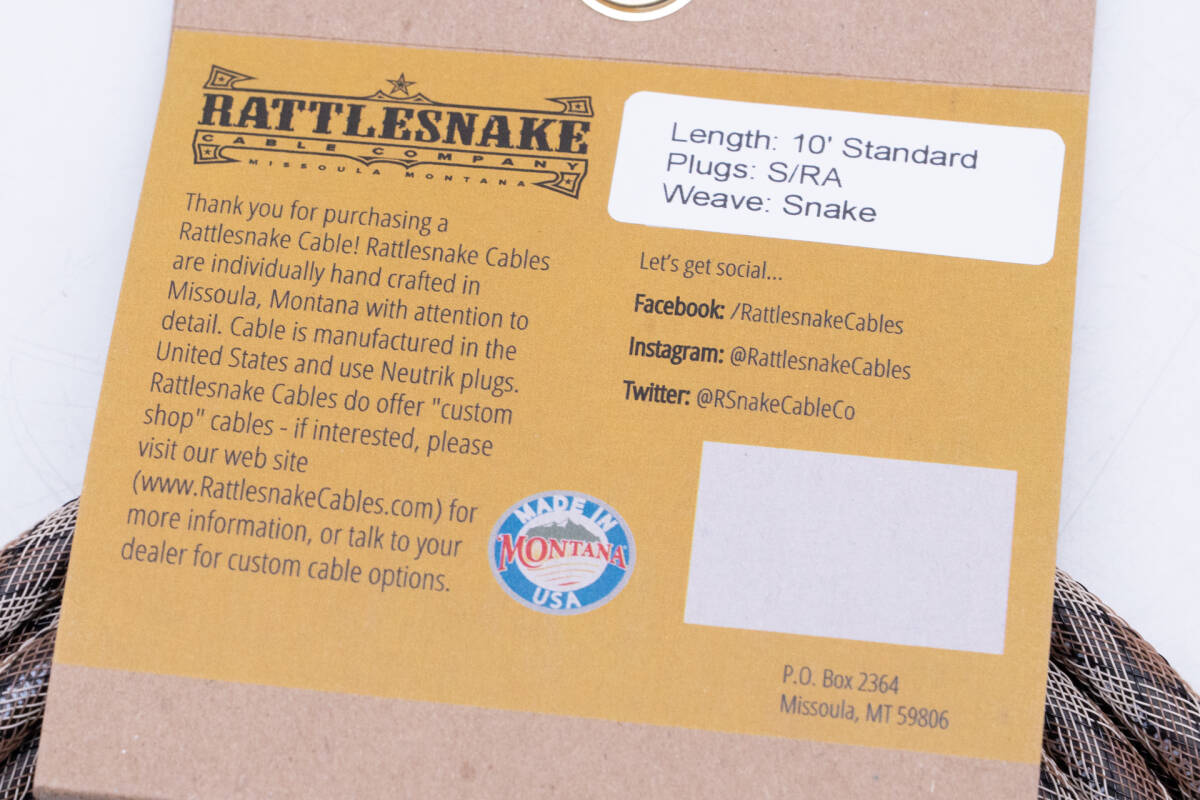 RATTLESNAKE
CABLE COMPANY
MISSOULA MONTANA
Thank you for purchasing a
Rattlesnake Cable! Rattlesnake Cables
are individually hand crafted in
Missoula, Montana with attention to
detail. Cable is manufactured in the
United States and use Neutrik plugs.
Rattlesnake Cables do offer "custom
shop" cables - if interested, please
visit our web site
(www.RattlesnakeCables.com) for
more information, or talk to your
dealer for custom cable options.
MADE IN
MONTANA
USA
Length: 10' Standard
Plugs: S/RA
Weave: Snake
Let's get social...
Facebook: /RattlesnakeCables
Instagram: @RattlesnakeCables
Twitter: @RSnakeCableCo
P.O. Box 2364
Missoula, MT 59806